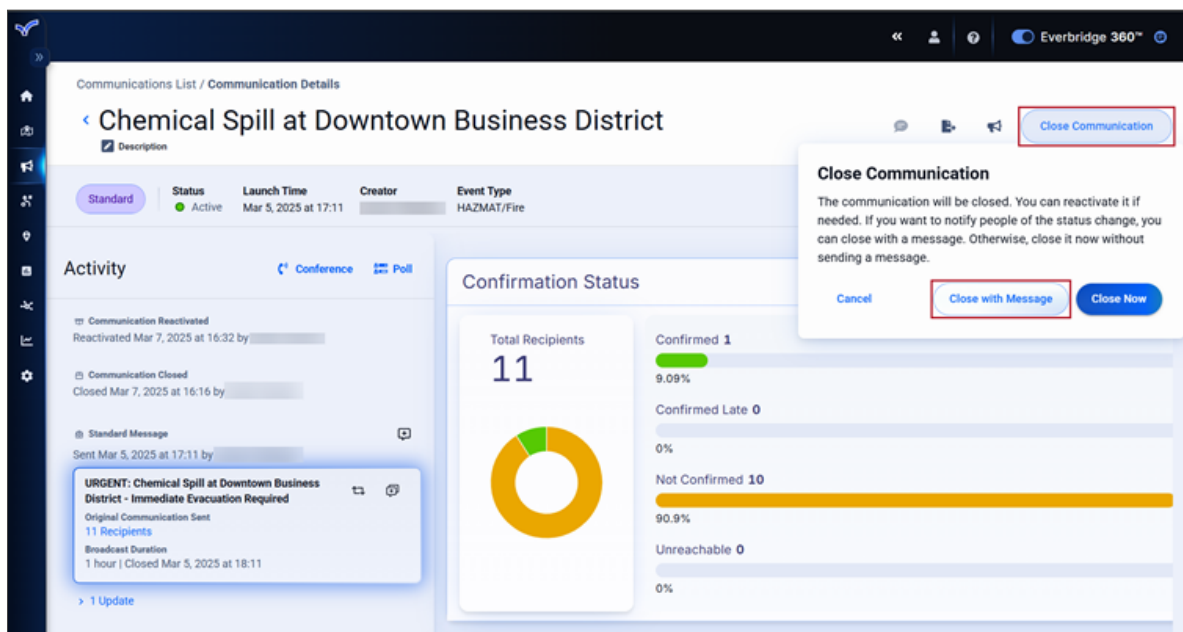 Everbridge 360™
Communications List / Communication Details
Chemical Spill at Downtown Business District
Description
Close Communication
Close Communication
The communication will be closed. You can reactivate it if
needed. If you want to notify people of the status change, you
can close with a message. Otherwise, close it now without
sending a message.
Cancel
Close with Message
Close Now
Standard
Status
Active
Launch Time
Mar 5, 2025 at 17:11
Creator
Event Type
HAZMAT/Fire
Activity
Conference
Poll
Communication Reactivated
Reactivated Mar 7, 2025 at 16:32 by
Communication Closed
Closed Mar 7, 2025 at 16:16 by
Standard Message
Sent Mar 5, 2025 at 17:11 by
URGENT: Chemical Spill at Downtown Business
District - Immediate Evacuation Required
Original Communication Sent
11 Recipients
Broadcast Duration
1 hour | Closed Mar 5, 2025 at 18:11
1 Update
Confirmation Status
Total Recipients
11
Confirmed 1
9.09%
Confirmed Late 0
0%
Not Confirmed 10
90.9%
Unreachable 0
0%